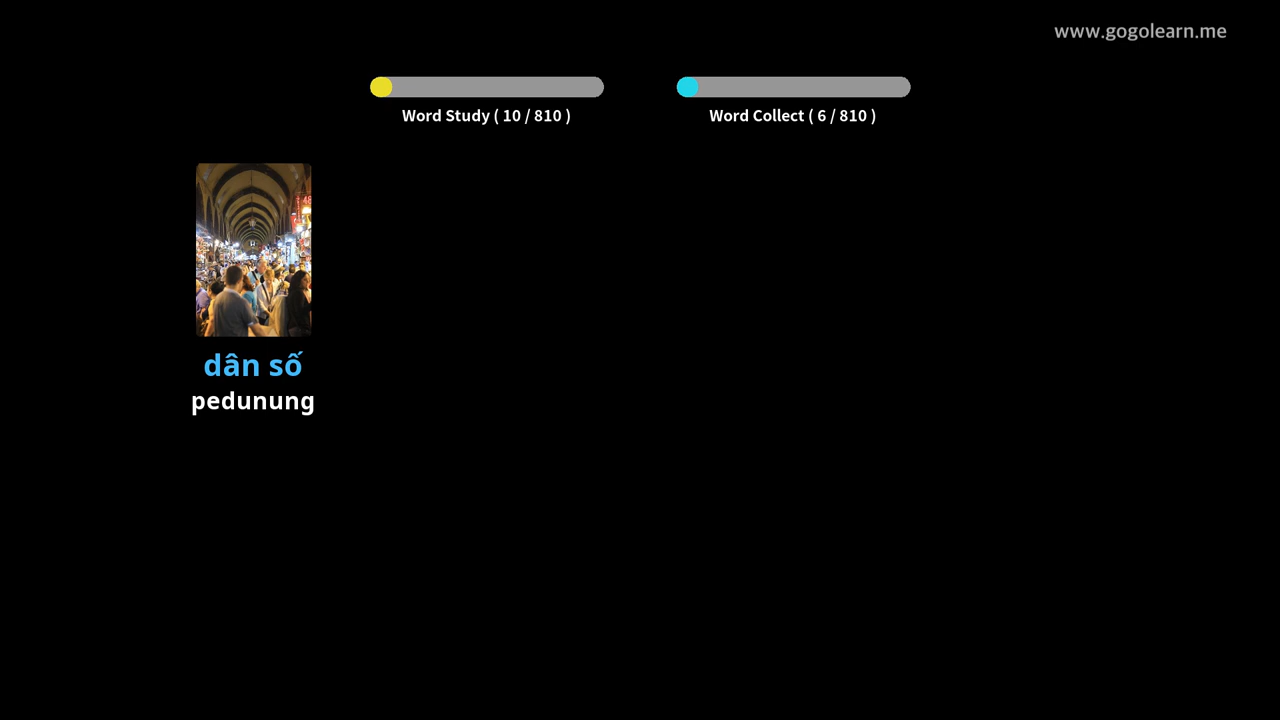 www.gogolearn.me
Word Study ( 10 / 810 )
Word Collect ( 6 / 810 )
dân số
pedunung